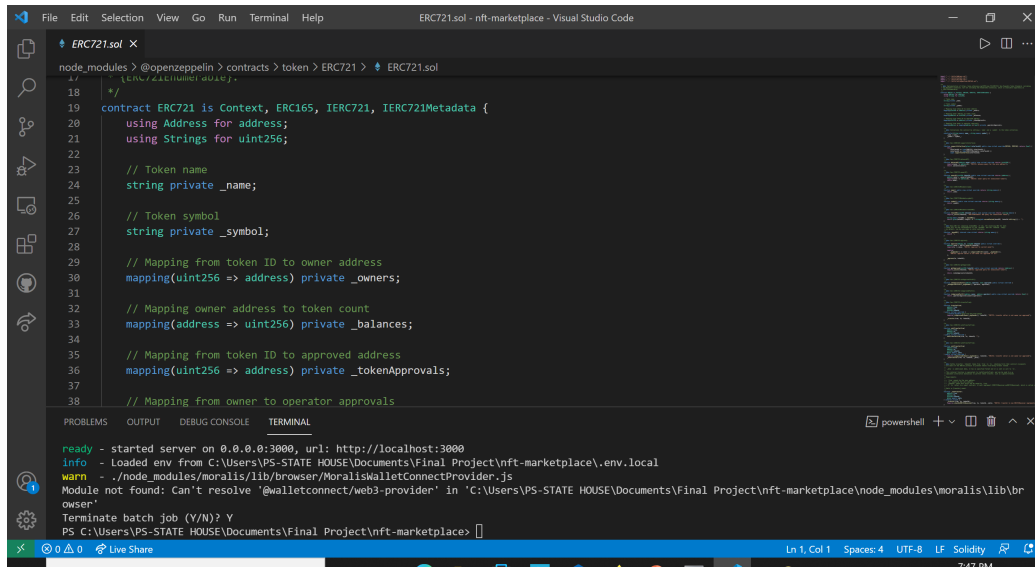 File Edit Selection View Go Run Terminal Help ERC721.sol - nft-marketplace - Visual Studio Code
ERC721.sol
node_modules > @openzeppelin > contracts > token > ERC721 > ERC721.sol
17 * {ERC721Enumerable}.
18 */
19 contract ERC721 is Context, ERC165, IERC721, IERC721Metadata {
20 using Address for address;
21 using Strings for uint256;
22
23 // Token name
24 string private _name;
25
26 // Token symbol
27 string private _symbol;
28
29 // Mapping from token ID to owner address
30 mapping(uint256 => address) private _owners;
31
32 // Mapping owner address to token count
33 mapping(address => uint256) private _balances;
34
35 // Mapping from token ID to approved address
36 mapping(uint256 => address) private _tokenApprovals;
37
38 // Mapping from owner to operator approvals
PROBLEMS OUTPUT DEBUG CONSOLE TERMINAL powershell
ready - started server on 0.0.0.0:3000, url: http://localhost:3000
info - Loaded env from C:\Users\PS-STATE HOUSE\Documents\Final Project\nft-marketplace\.env.local
warn - ./node_modules/moralis/lib/browser/MoralisWalletConnectProvider.js
Module not found: Can't resolve '@walletconnect/web3-provider' in 'C:\Users\PS-STATE HOUSE\Documents\Final Project\nft-marketplace\node_modules\moralis\lib\br
owser'
Terminate batch job (Y/N)? Y
PS C:\Users\PS-STATE HOUSE\Documents\Final Project\nft-marketplace>
1
0 0 Live Share Ln 1, Col 1 Spaces: 4 UTF-8 LF Solidity
7:47 PM